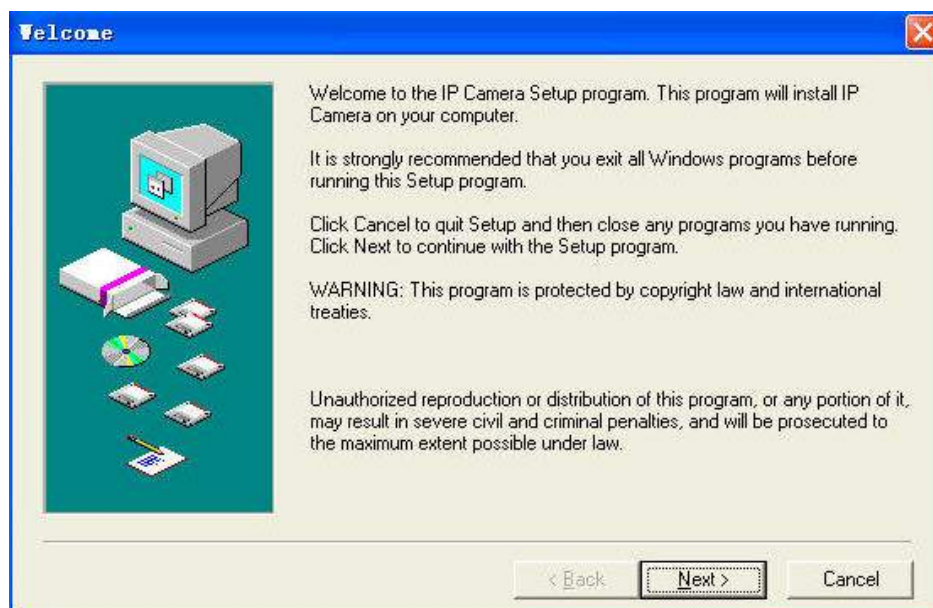 Welcome
Welcome to the IP Camera Setup program. This program will install IP
Camera on your computer.
It is strongly recommended that you exit all Windows programs before
running this Setup program.
Click Cancel to quit Setup and then close any programs you have running.
Click Next to continue with the Setup program.
WARNING: This program is protected by copyright law and international
treaties.
Unauthorized reproduction or distribution of this program, or any portion of it,
may result in severe civil and criminal penalties, and will be prosecuted to
the maximum extent possible under law.
< Back
Next >
Cancel